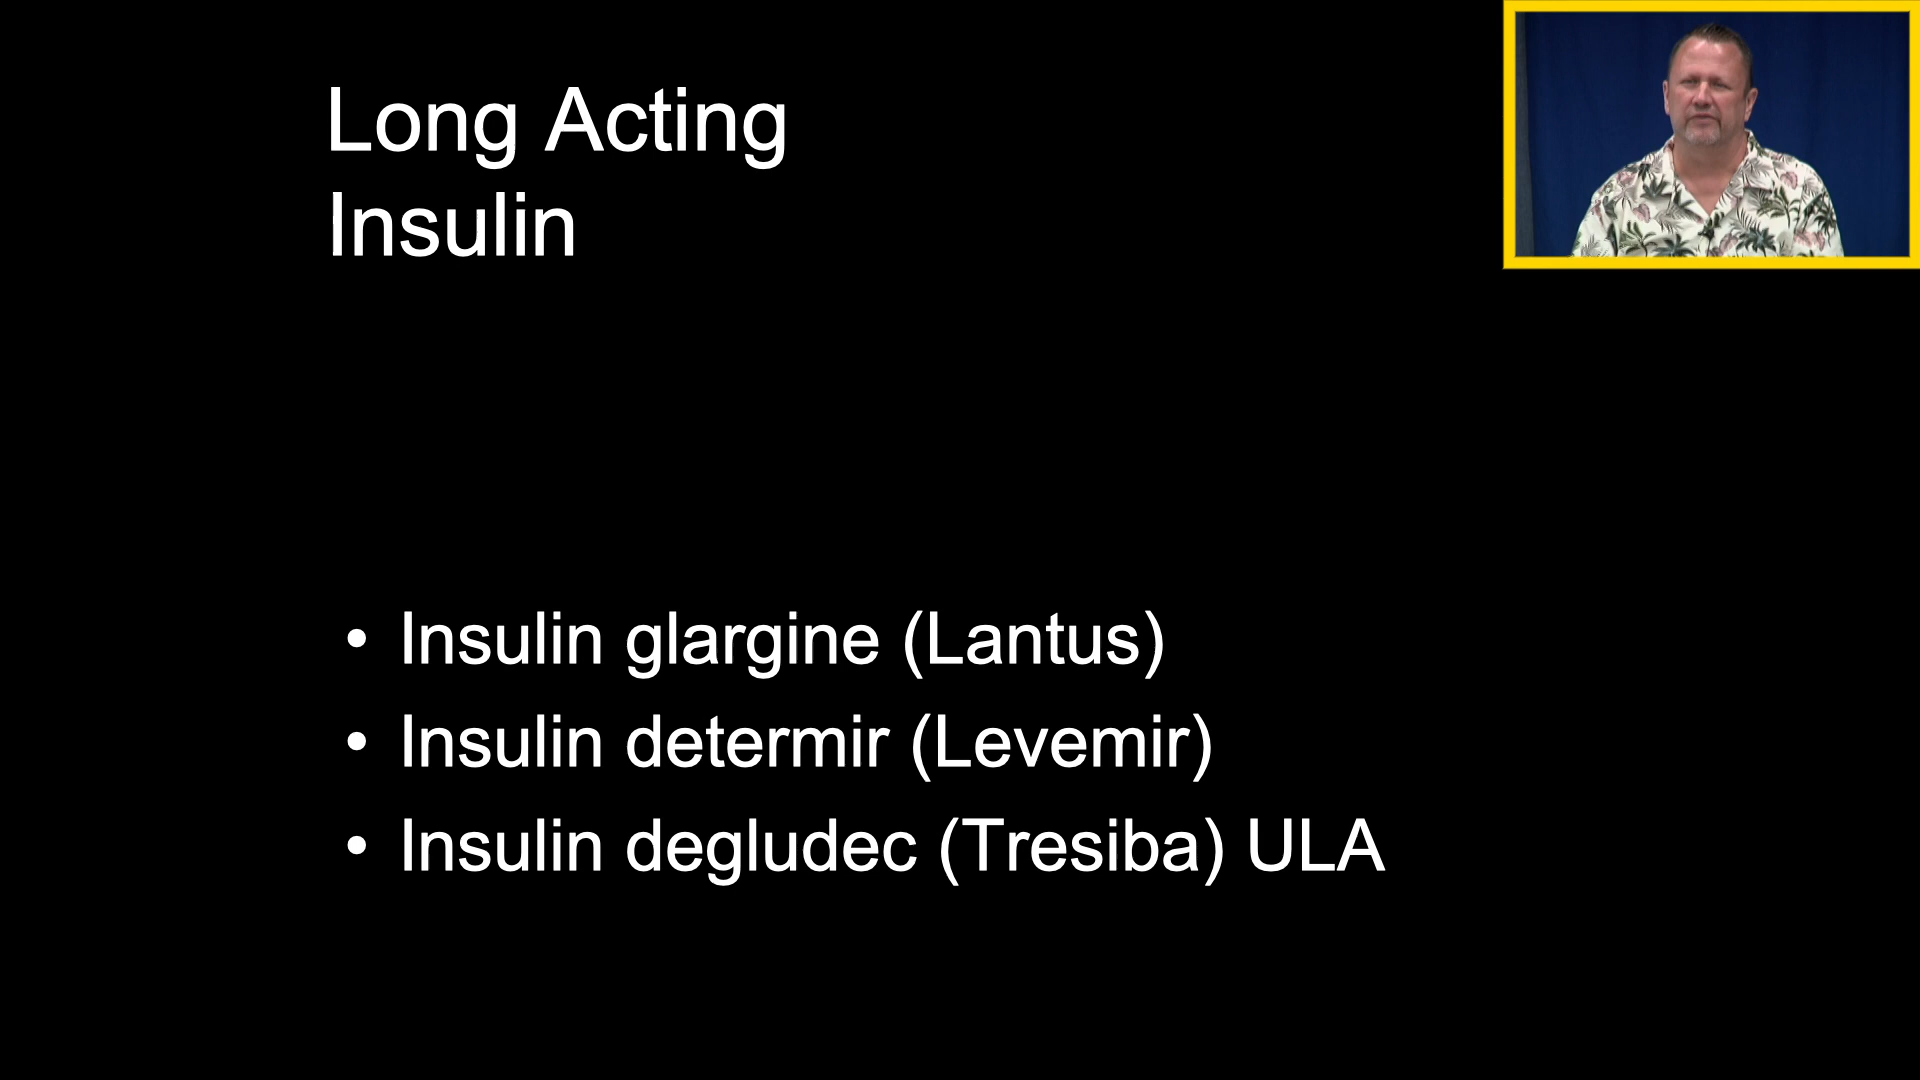 Long Acting
Insulin
• Insulin glargine (Lantus)
• Insulin determir (Levemir)
• Insulin degludec (Tresiba) ULA